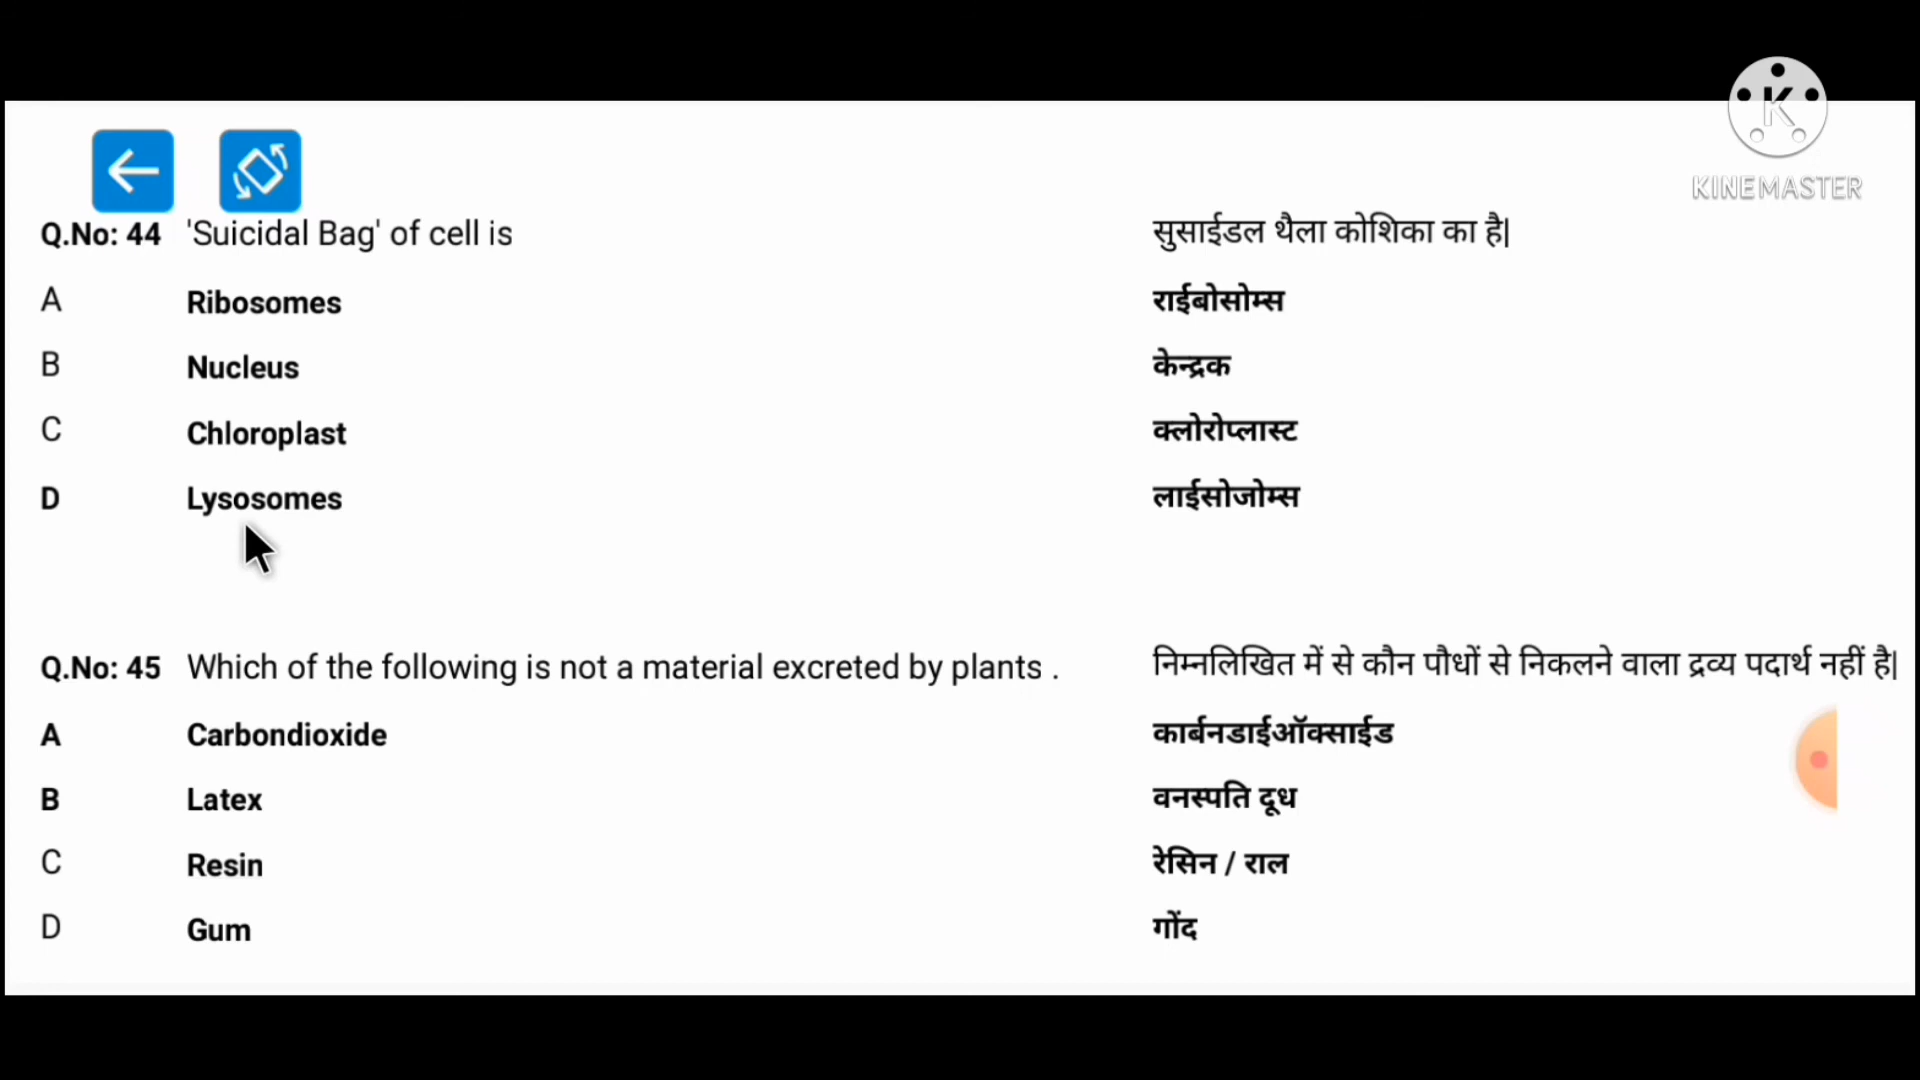 K
KINEMASTER
Q.No: 44 'Suicidal Bag' of cell is सुसाईडल थैला कोशिका का है|
A Ribosomes राईबोसोम्स
B Nucleus केन्द्रक
C Chloroplast क्लोरोप्लास्ट
D Lysosomes लाईसोजोम्स
Q.No: 45 Which of the following is not a material excreted by plants . निम्नलिखित में से कौन पौधों से निकलने वाला द्रव्य पदार्थ नहीं है|
A Carbondioxide कार्बनडाईऑक्साईड
B Latex वनस्पति दूध
C Resin रेसिन / राल
D Gum गोंद